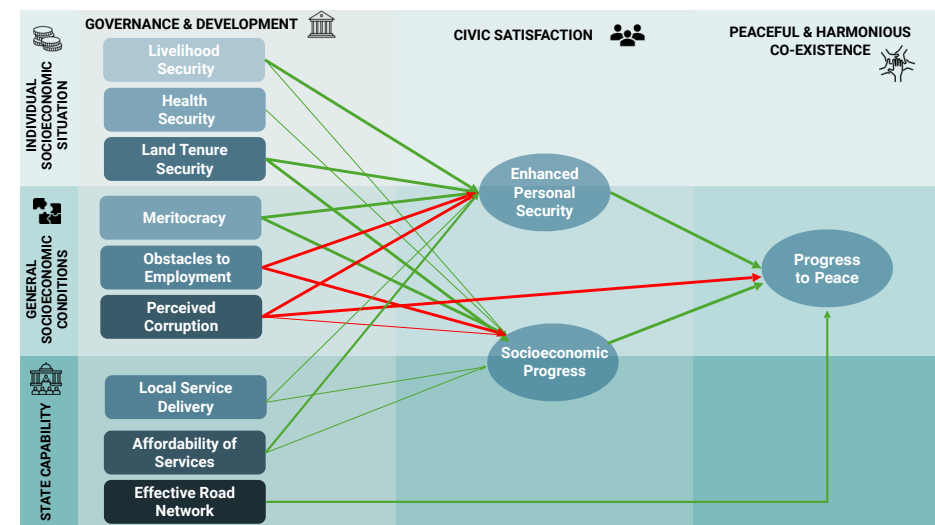 GOVERNANCE & DEVELOPMENT
CIVIC SATISFACTION
PEACEFUL & HARMONIOUS
CO-EXISTENCE
INDIVIDUAL
SOCIOECONOMIC
SITUATION
Livelihood
Security
Health
Security
Land Tenure
Security
GENERAL
SOCIOECONOMIC
CONDITIONS
Meritocracy
Obstacles to
Employment
Perceived
Corruption
STATE CAPABILITY
Local Service
Delivery
Affordability of
Services
Effective Road
Network
Enhanced
Personal
Security
Socioeconomic
Progress
Progress
to Peace